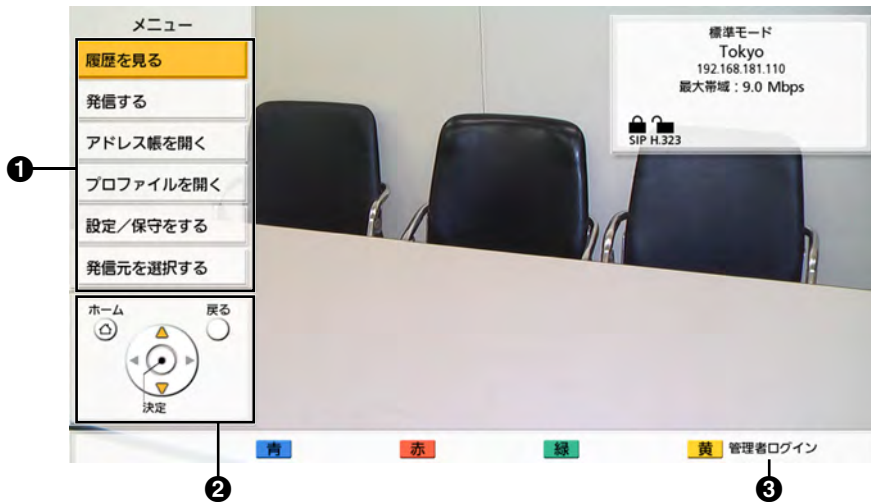 メニュー
履歴を見る
発信する
アドレス帳を開く
プロファイルを開く
設定／保守をする
発信元を選択する
標準モード
Tokyo
192.168.181.110
最大帯域：9.0 Mbps
SIP H.323
❶
ホーム 戻る
決定
青 赤 緑 黄 管理者ログイン
❷ ❸